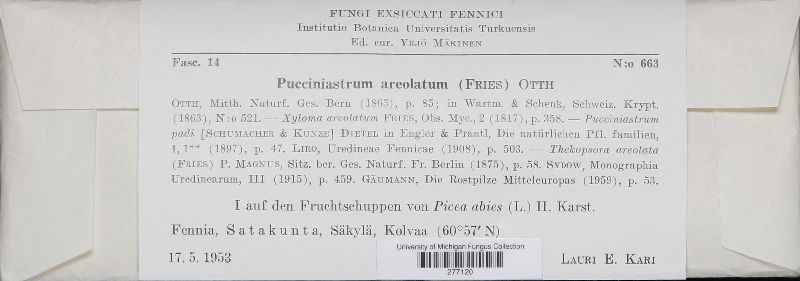 FUNGI EXSICCATI FENNICI
Institutio Botanica Universitatis Turkuensis
Ed. cur. YRJÖ MÄKINEN
Fasc. 14 N:o 663
Pucciniastrum areolatum (FRIES) OTTH
OTTH, Mitth. Naturf. Ges. Bern (1863), p. 85; in Wartm. & Schenk, Schweiz. Krypt.
(1863), N:o 521. — Xyloma areolatum FRIES, Obs. Myc., 2 (1817), p. 358. — Pucciniastrum
padi [SCHUMACHER & KUNZE] DIETEL in Engler & Prantl, Die natürlichen Pfl. familien,
1, 1** (1897), p. 47. LIRO, Uredineae Fennicae (1908), p. 503. — Thekopsora areolata
(FRIES) P. MAGNUS, Sitz. ber. Ges. Naturf. Fr. Berlin (1875), p. 58. SYDOW, Monographia
Uredinearum, III (1915), p. 459. GÄUMANN, Die Rostpilze Mitteleuropas (1959), p. 53.
I auf den Fruchtschuppen von Picea abies (L.) H. Karst.
Fennia, Satakunta, Säkylä, Kolvaa (60°57′ N)
University of Michigan Fungus Collection
17. 5. 1953 LAURI E. KARI
277120